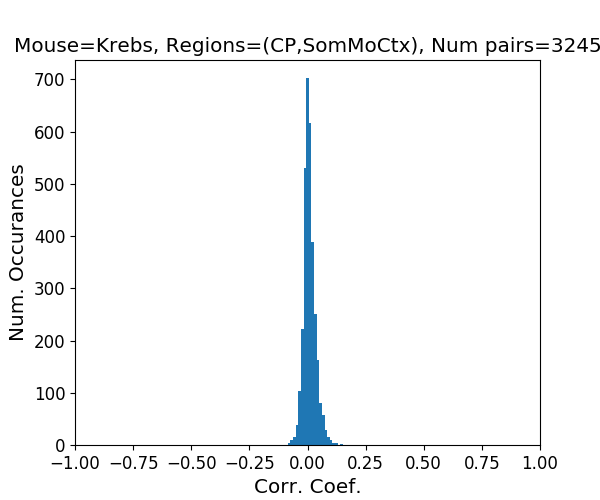 Mouse=Krebs, Regions=(CP,SomMoCtx), Num pairs=3245
700
600
500
400
300
200
100
0
Num. Occurances
−1.00 −0.75 −0.50 −0.25 0.00 0.25 0.50 0.75 1.00
Corr. Coef.